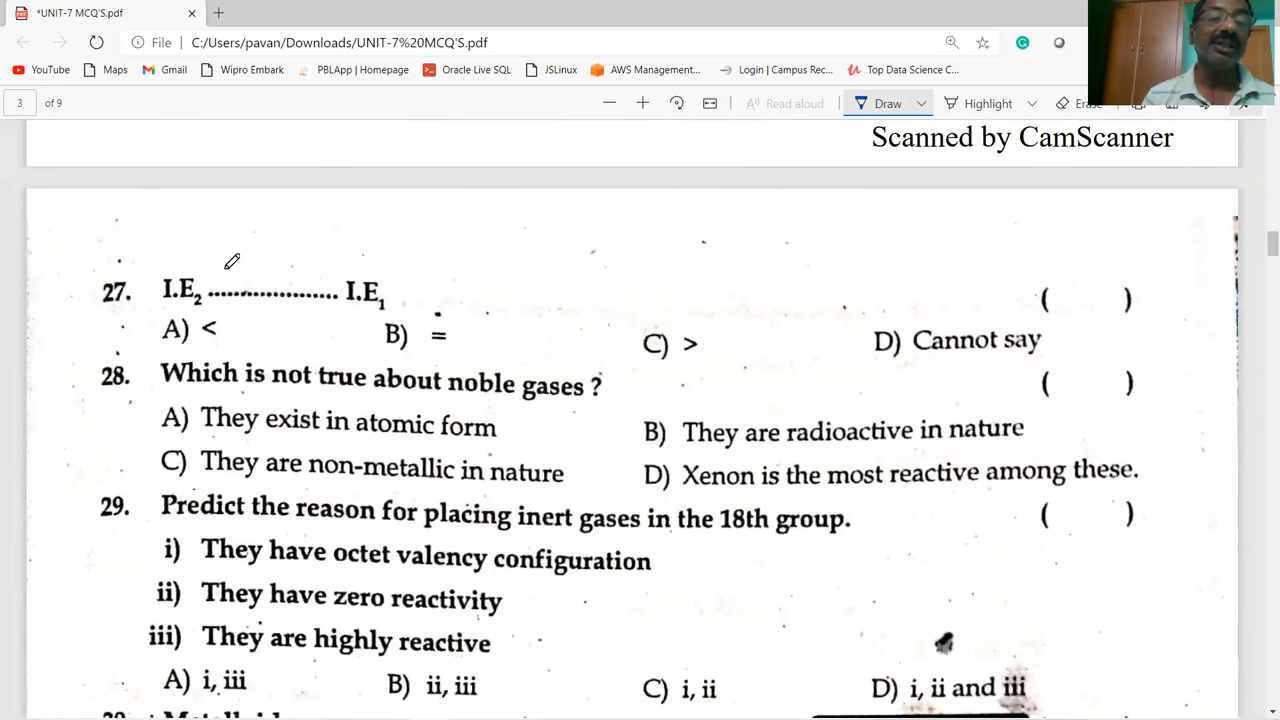 *UNIT-7 MCQ'S.pdf
File C:/Users/pavan/Downloads/UNIT-7%20MCQ'S.pdf
YouTube Maps Gmail Wipro Embark PBLApp | Homepage Oracle Live SQL JSLinux AWS Management... Login | Campus Rec... Top Data Science C...
3 of 9 Read aloud Draw Highlight Erase
Scanned by CamScanner
27. I.E₂ ..................... I.E₁ ( )
A) < B) = C) > D) Cannot say
28. Which is not true about noble gases ? ( )
A) They exist in atomic form B) They are radioactive in nature
C) They are non-metallic in nature D) Xenon is the most reactive among these.
29. Predict the reason for placing inert gases in the 18th group. ( )
i) They have octet valency configuration
ii) They have zero reactivity
iii) They are highly reactive
A) i, iii B) ii, iii C) i, ii D) i, ii and iii